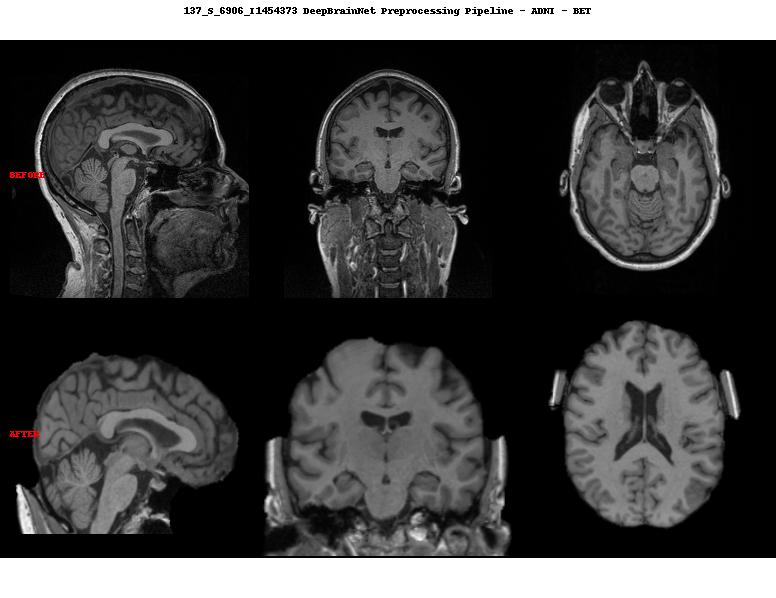 137_S_6906_I1454373 DeepBrainNet Preprocessing Pipeline - ADNI - BET
BEFORE
AFTER